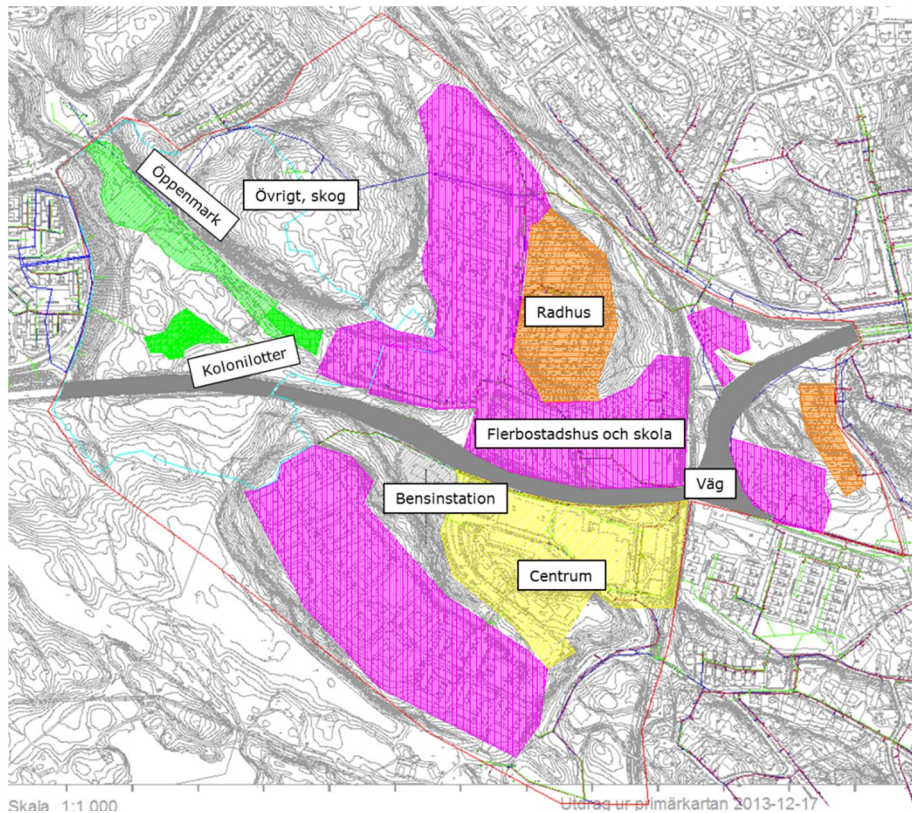 Öppenmark
Övrigt, skog
Radhus
Kolonilotter
Flerbostadshus och skola
Väg
Bensinstation
Centrum
Skala 1:1 000
Utdrag ur primärkartan 2013-12-17